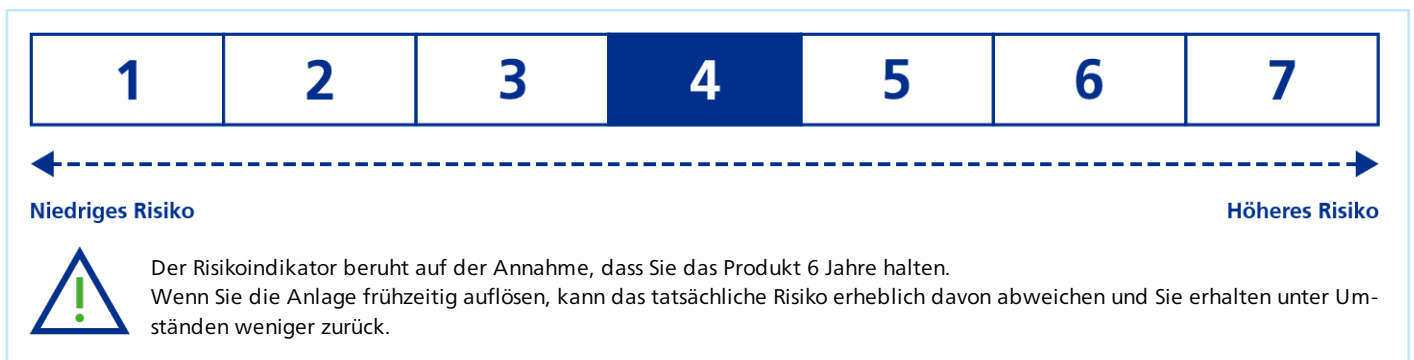 1 2 3 4 5 6 7
Niedriges Risiko Höheres Risiko
Der Risikoindikator beruht auf der Annahme, dass Sie das Produkt 6 Jahre halten.
Wenn Sie die Anlage frühzeitig auflösen, kann das tatsächliche Risiko erheblich davon abweichen und Sie erhalten unter Um-
ständen weniger zurück.